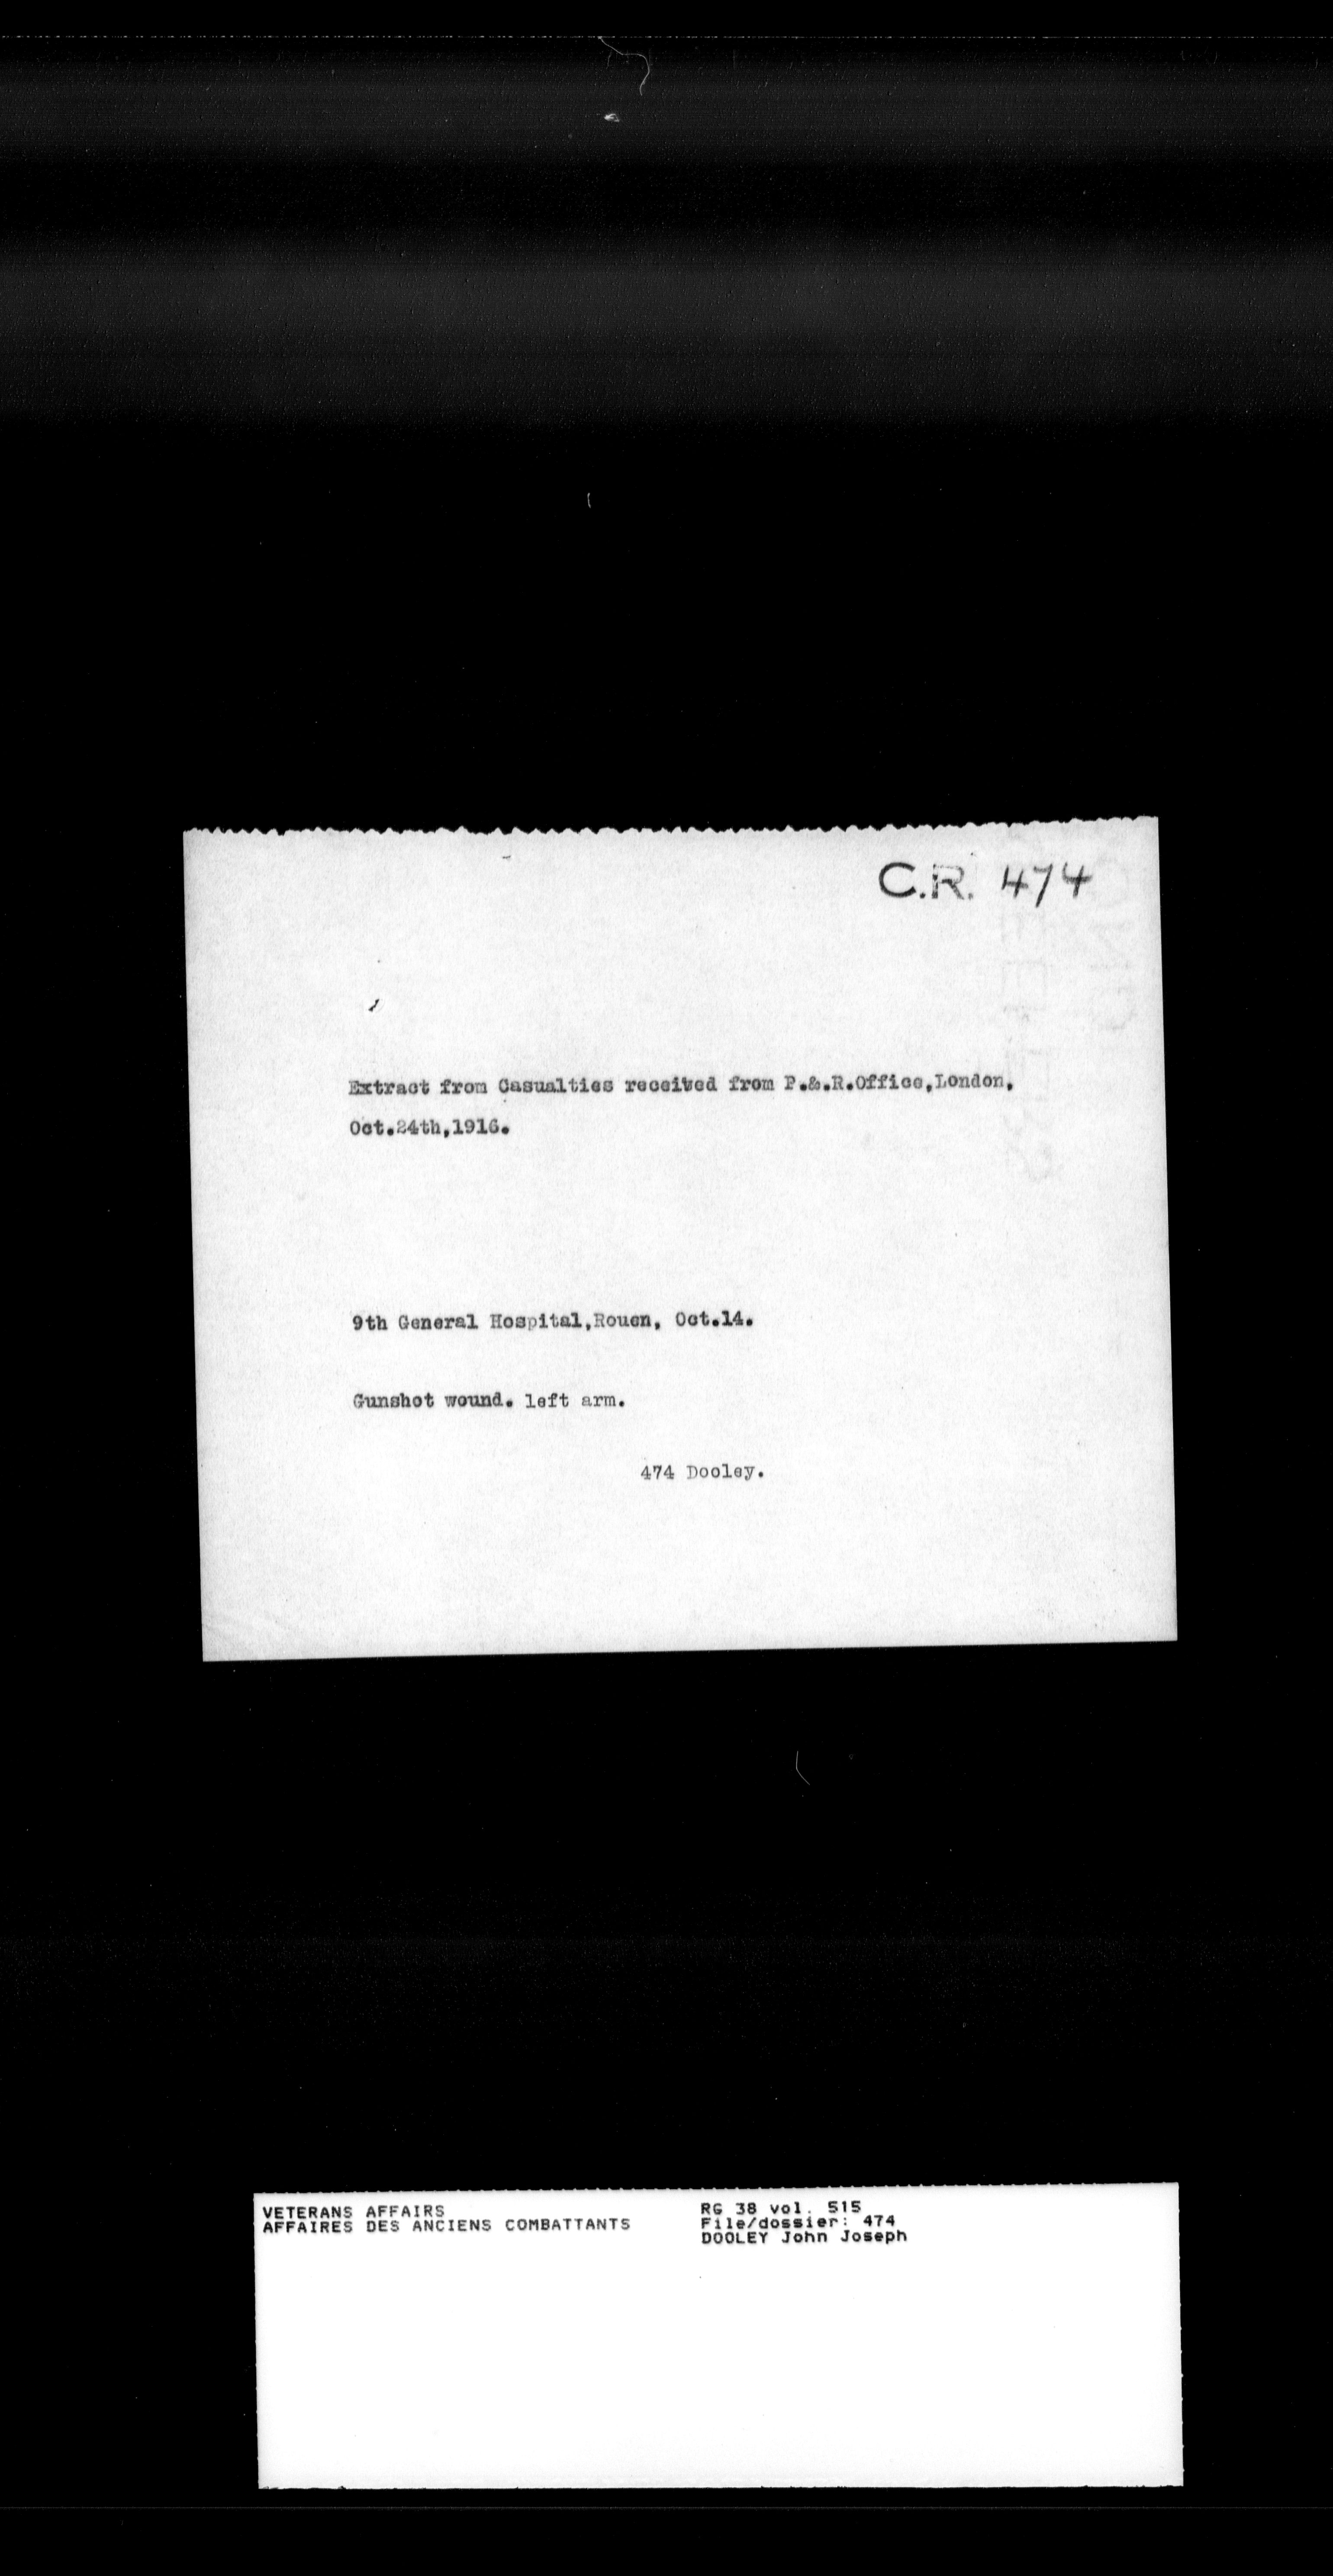 C.R. 474
Extract from Casualties received from P.&.R.Office,London,
Oct.24th,1916.
9th General Hospital,Rouen, Oct.14.
Gunshot wound. left arm.
474 Dooley.
VETERANS AFFAIRS
AFFAIRES DES ANCIENS COMBATTANTS
RG 38 vol. 515
File/dossier: 474
DOOLEY John Joseph